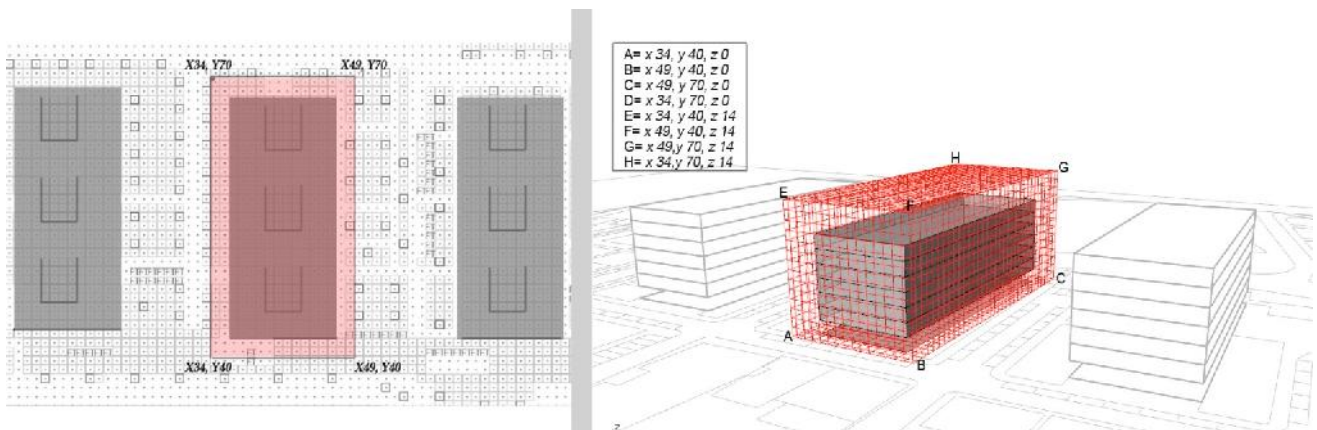 X34, Y70
X49, Y70
X34, Y40
X49, Y40
A= x 34, y 40, z 0
B= x 49, y 40, z 0
C= x 49, y 70, z 0
D= x 34, y 70, z 0
E= x 34, y 40, z 14
F= x 49, y 40, z 14
G= x 49,y 70, z 14
H= x 34,y 70, z 14
H
G
E
F
C
A
B
z